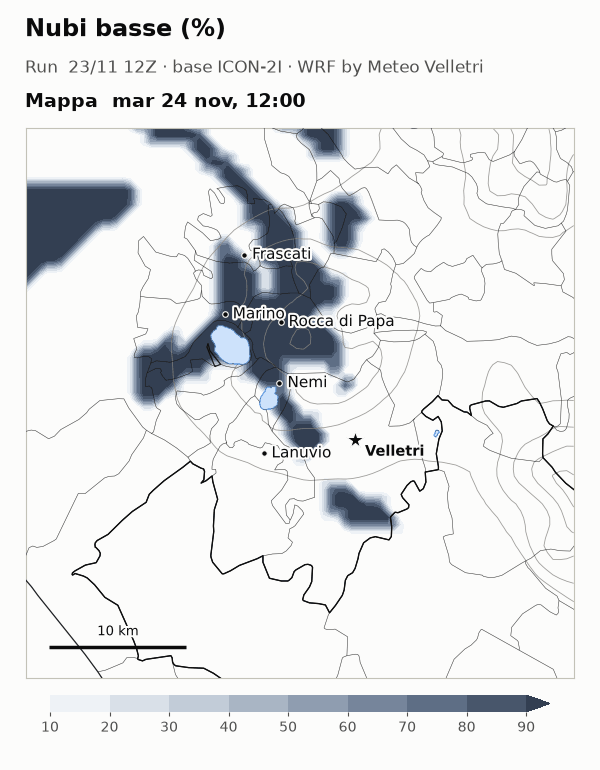 Nubi basse (%)
Run  23/11 12Z · base ICON-2I · WRF by Meteo Velletri
Mappa  mar 24 nov, 12:00
Frascati
Marino
Rocca di Papa
Nemi
Velletri
Lanuvio
10 km
10 20 30 40 50 60 70 80 90